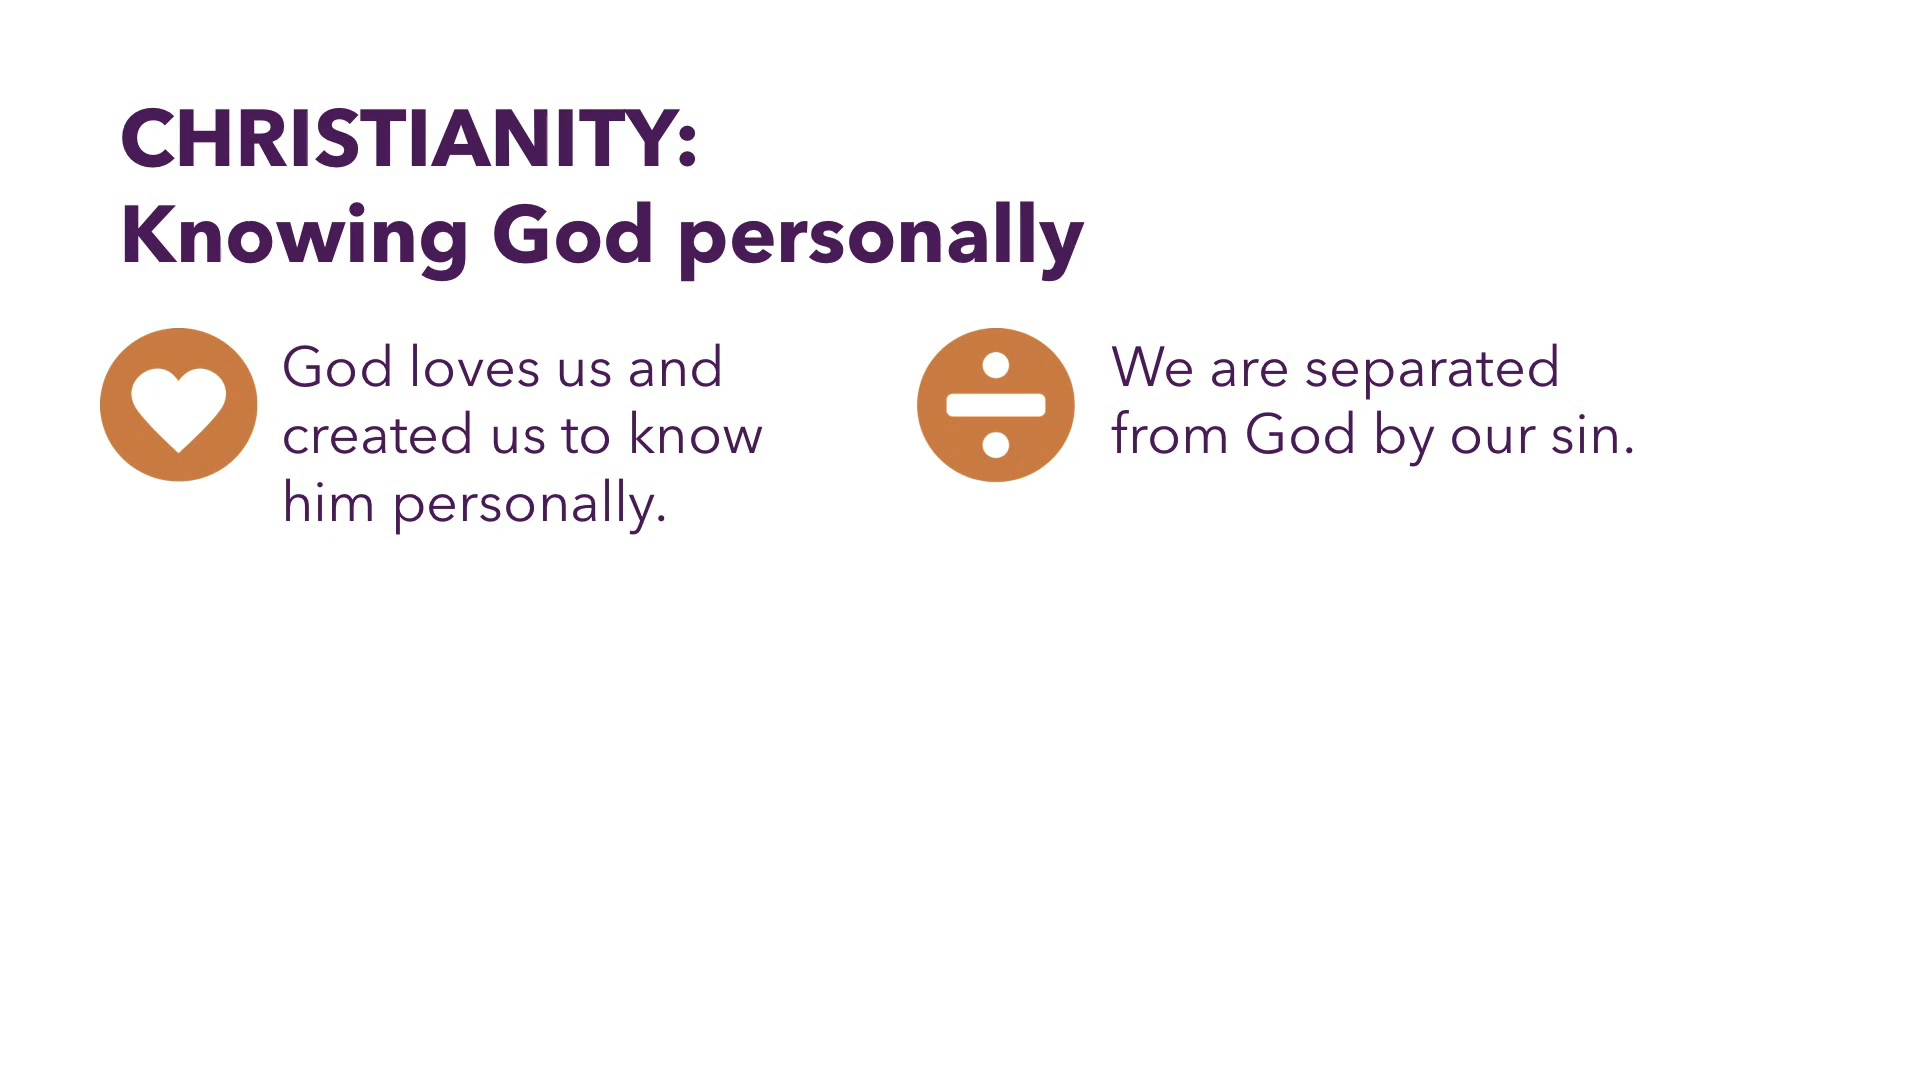 CHRISTIANITY:
Knowing God personally
God loves us and
created us to know
him personally.
We are separated
from God by our sin.